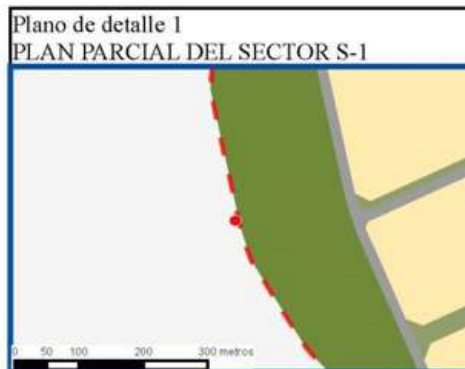 Plano de detalle 1
PLAN PARCIAL DEL SECTOR S-1
0 50 100 200 300 metros